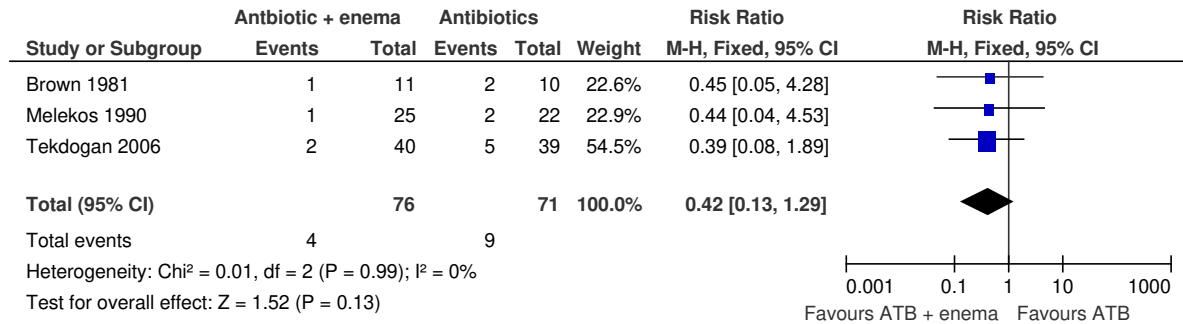 Antbiotic + enema Antibiotics Risk Ratio Risk Ratio
Study or Subgroup Events Total Events Total Weight M-H, Fixed, 95% CI M-H, Fixed, 95% CI
Brown 1981 1 11 2 10 22.6% 0.45 [0.05, 4.28]
Melekos 1990 1 25 2 22 22.9% 0.44 [0.04, 4.53]
Tekdogan 2006 2 40 5 39 54.5% 0.39 [0.08, 1.89]
Total (95% CI) 76 71 100.0% 0.42 [0.13, 1.29]
Total events 4 9
Heterogeneity: Chi² = 0.01, df = 2 (P = 0.99); I² = 0%
Test for overall effect: Z = 1.52 (P = 0.13)
0.001 0.1 1 10 1000
Favours ATB + enema Favours ATB